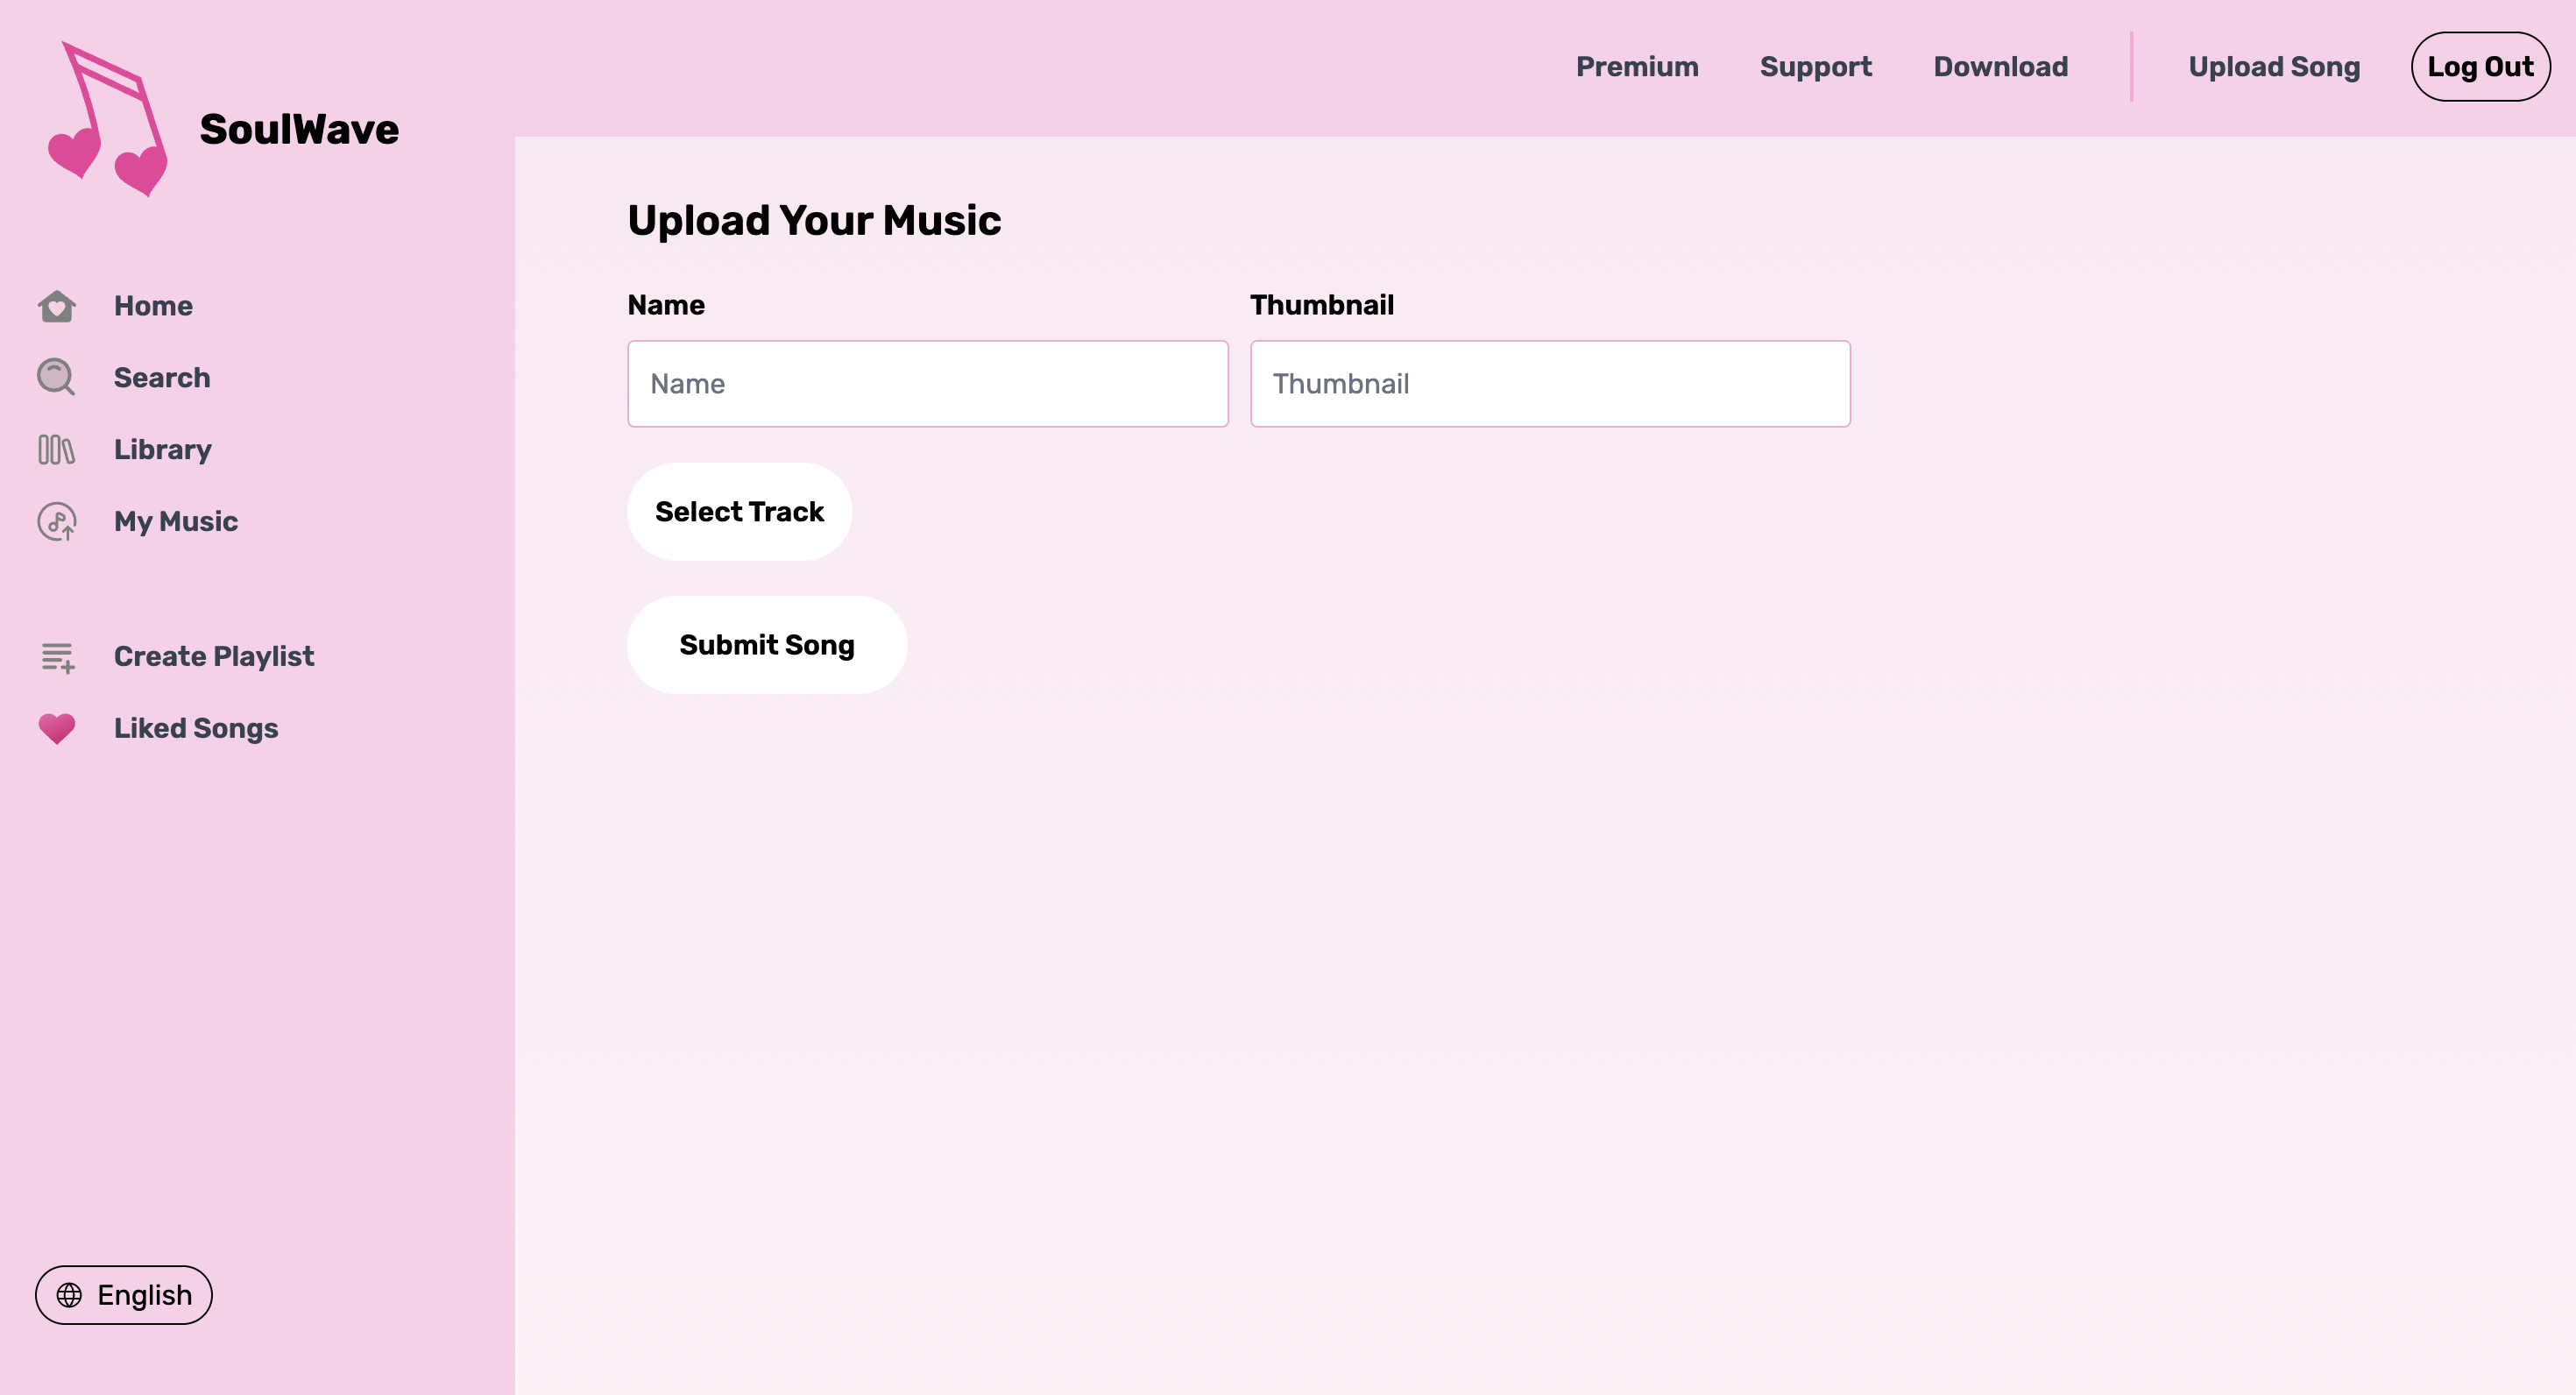 SoulWave
Premium
Support
Download
Upload Song
Log Out
Home
Search
Library
My Music
Create Playlist
Liked Songs
English
Upload Your Music
Name
Thumbnail
Name
Thumbnail
Select Track
Submit Song